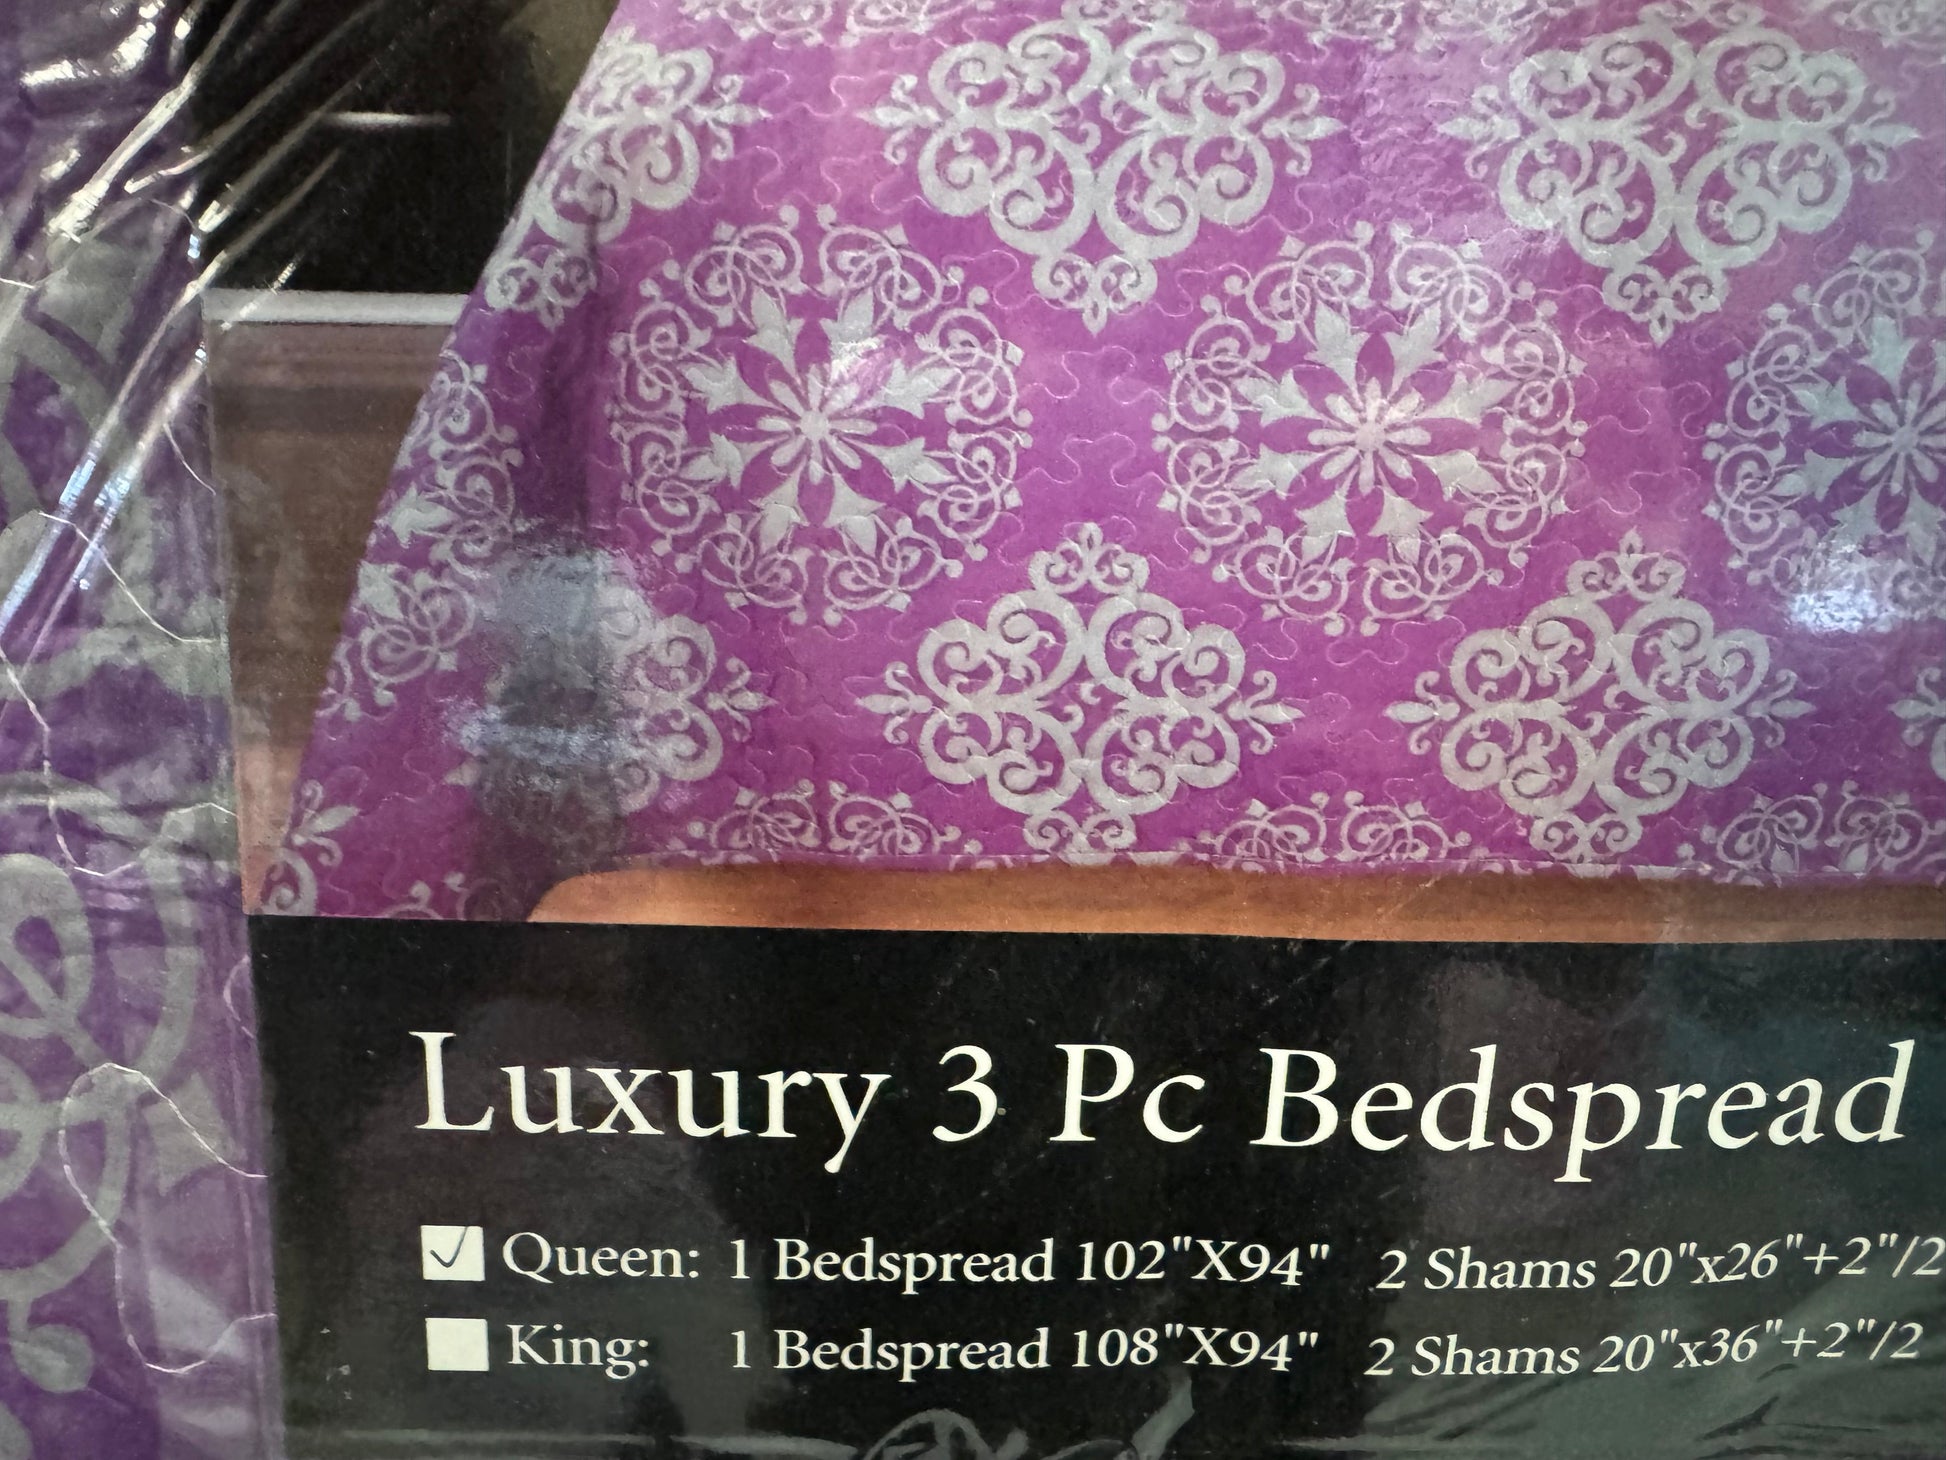 Luxury 3 Pc Bedspread
Queen: 1 Bedspread 102"X94" 2 Shams 20"x26"+2"/2
King: 1 Bedspread 108"X94" 2 Shams 20"x36"+2"/2